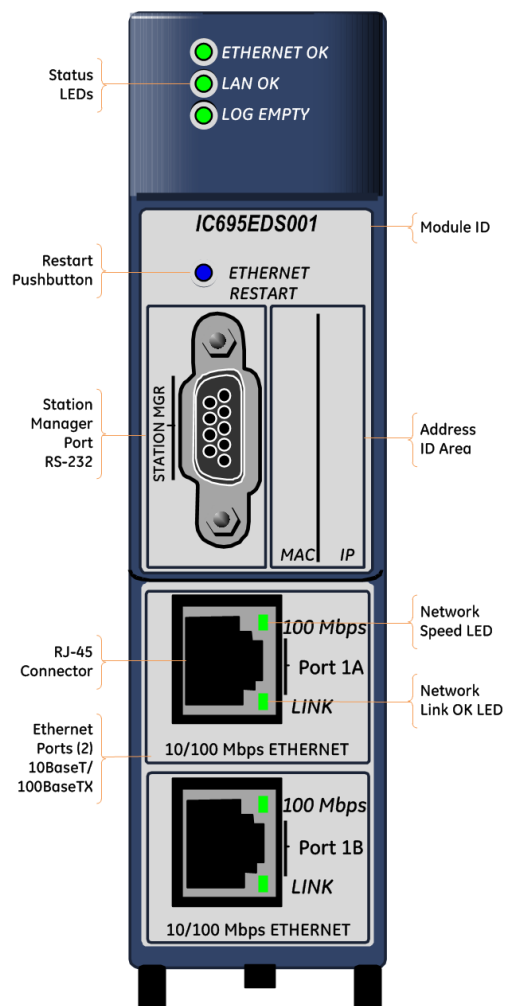 ETHERNET OK
Status
LEDs
LAN OK
LOG EMPTY
IC695EDS001
Module ID
Restart
Pushbutton
ETHERNET
RESTART
Station
Manager
Port
RS-232
STATION MGR
Address
ID Area
MAC
IP
Network
Speed LED
100 Mbps
RJ-45
Connector
Port 1A
Network
Link OK LED
LINK
Ethernet
Ports (2)
10BaseT/
100BaseTX
10/100 Mbps ETHERNET
100 Mbps
Port 1B
LINK
10/100 Mbps ETHERNET